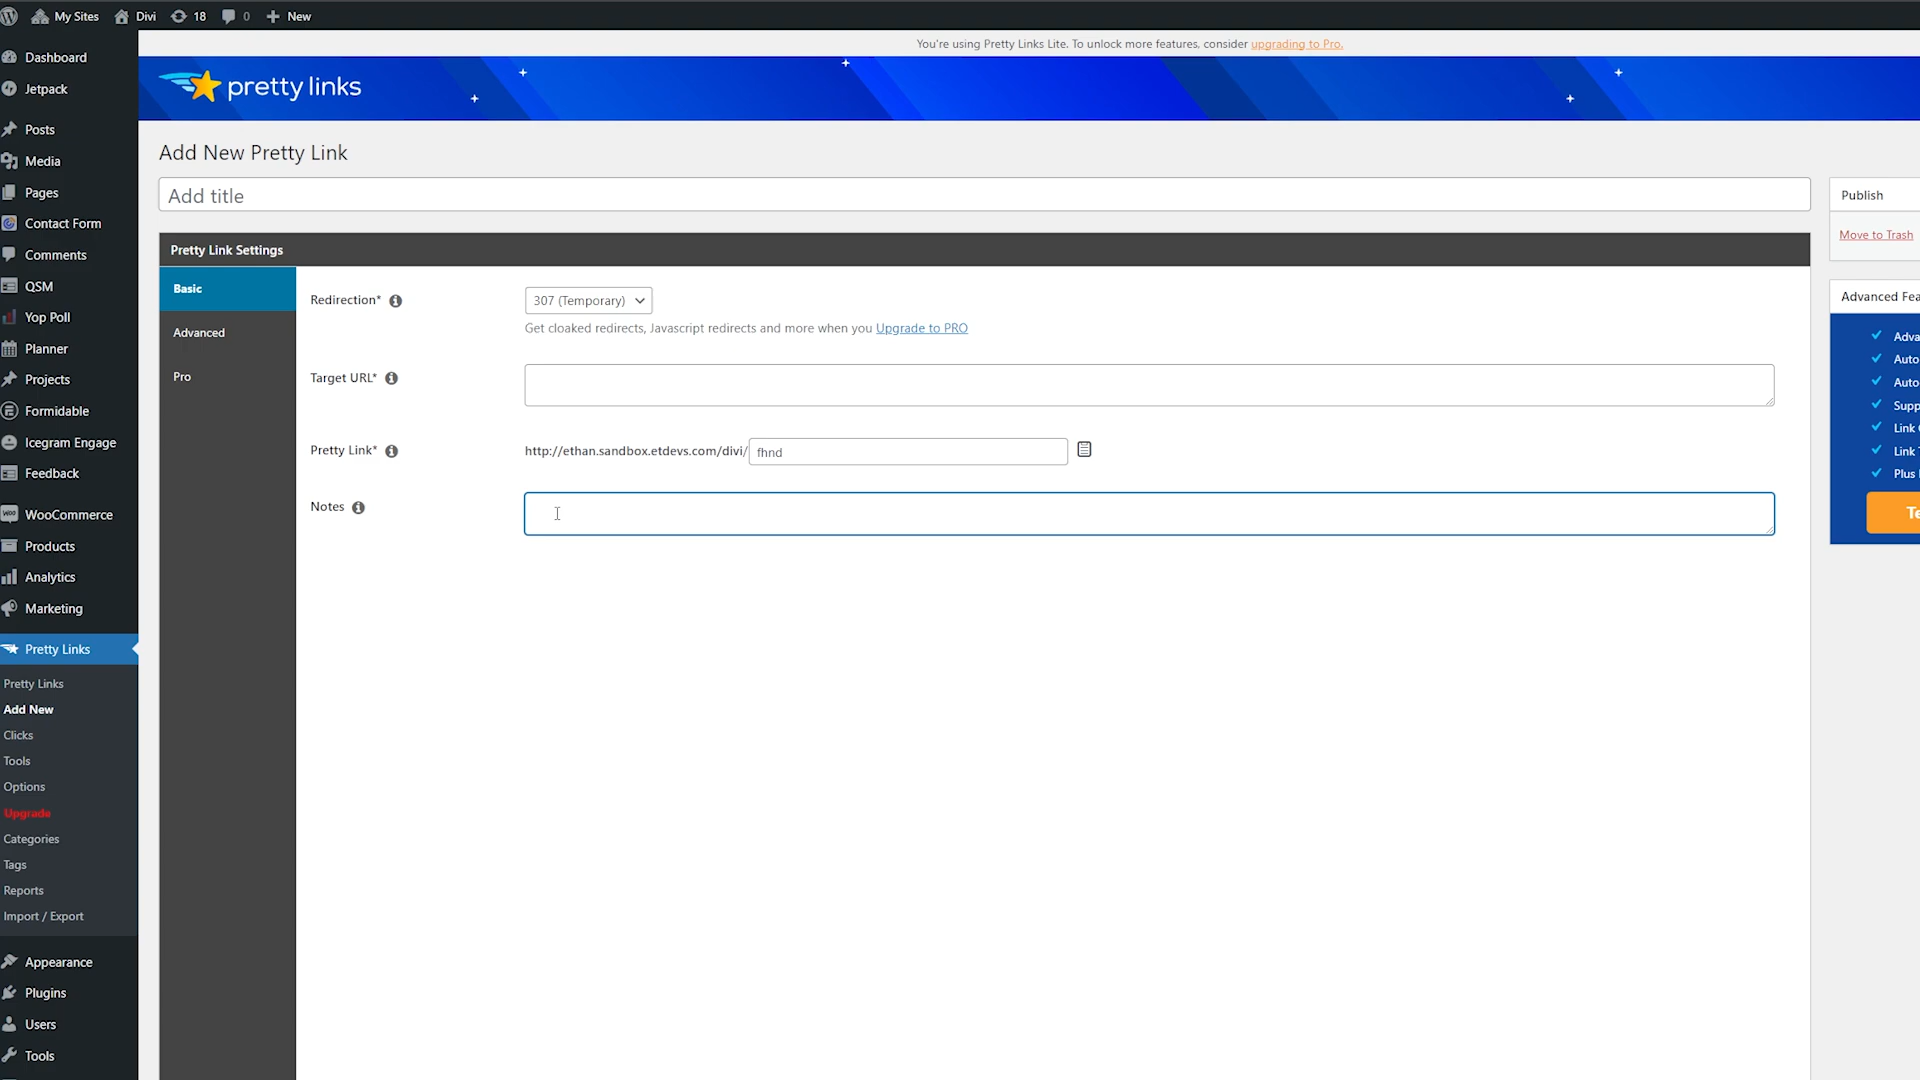 My Sites
Divi
18
0
New
Dashboard
Jetpack
Posts
Media
Pages
Contact Form
Comments
QSM
Yop Poll
Planner
Projects
Formidable
Icegram Engage
Feedback
WooCommerce
Products
Analytics
Marketing
Pretty Links
Pretty Links
Add New
Clicks
Tools
Options
Upgrade
Categories
Tags
Reports
Import / Export
Appearance
Plugins
Users
Tools
You're using Pretty Links Lite. To unlock more features, consider upgrading to Pro.
pretty links
Add New Pretty Link
Add title
Pretty Link Settings
Basic
Advanced
Pro
Redirection*
307 (Temporary)
Get cloaked redirects, Javascript redirects and more when you Upgrade to PRO
Target URL*
Pretty Link*
http://ethan.sandbox.etdevs.com/divi/
fhnd
Notes
Publish
Move to Trash
Advanced Fea
Adva
Auto
Auto
Supp
Link
Link
Plus
Te